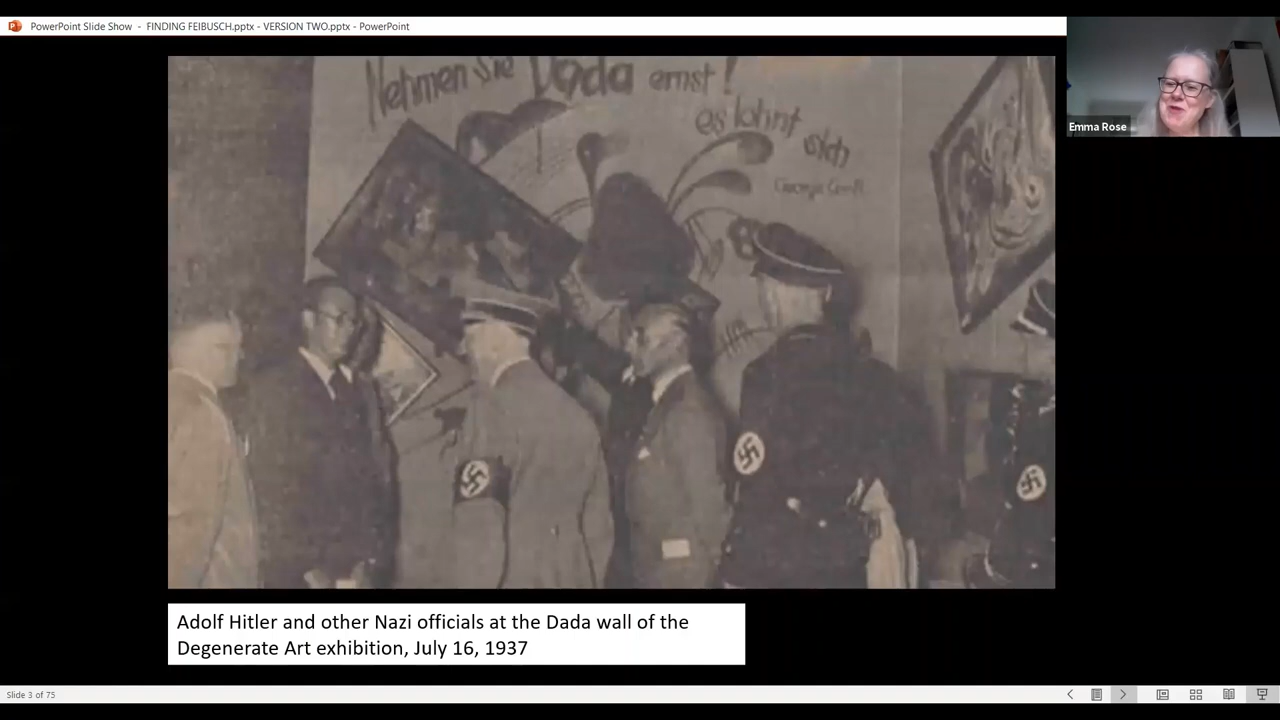 PowerPoint Slide Show - FINDING FEIBUSCH.pptx - VERSION TWO.pptx - PowerPoint
Emma Rose
Nehmen Sie Dada ernst!
es lohnt sich
Adolf Hitler and other Nazi officials at the Dada wall of the
Degenerate Art exhibition, July 16, 1937
Slide 3 of 75